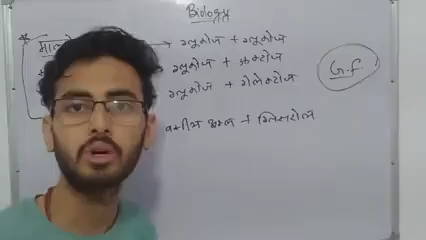 Biology
माल → ग्लूकोज + ग्लूकोज
ग्लूकोज + फ्रक्टोज
ग्लूकोज + गैलेक्टोज
G.F.
वसीय अम्ल + ग्लिसरोल